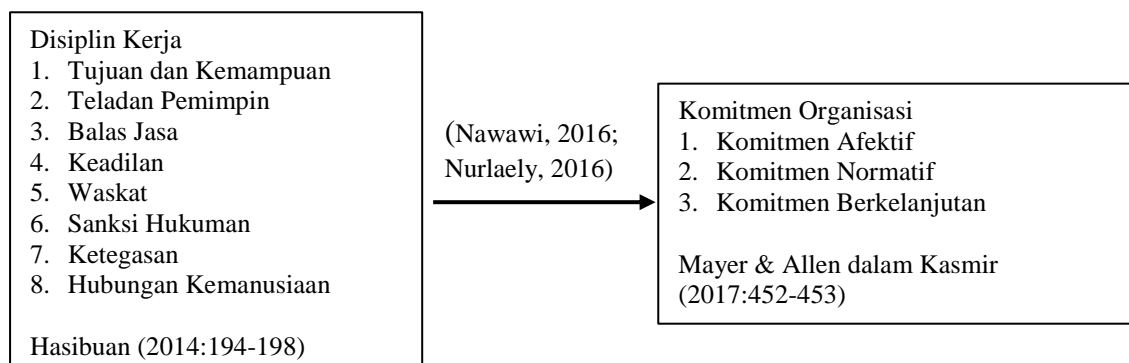 Disiplin Kerja
1. Tujuan dan Kemampuan
2. Teladan Pemimpin
3. Balas Jasa
4. Keadilan
5. Waskat
6. Sanksi Hukuman
7. Ketegasan
8. Hubungan Kemanusiaan
Hasibuan (2014:194-198)
(Nawawi, 2016;
Nurlaely, 2016)
Komitmen Organisasi
1. Komitmen Afektif
2. Komitmen Normatif
3. Komitmen Berkelanjutan
Mayer & Allen dalam Kasmir
(2017:452-453)